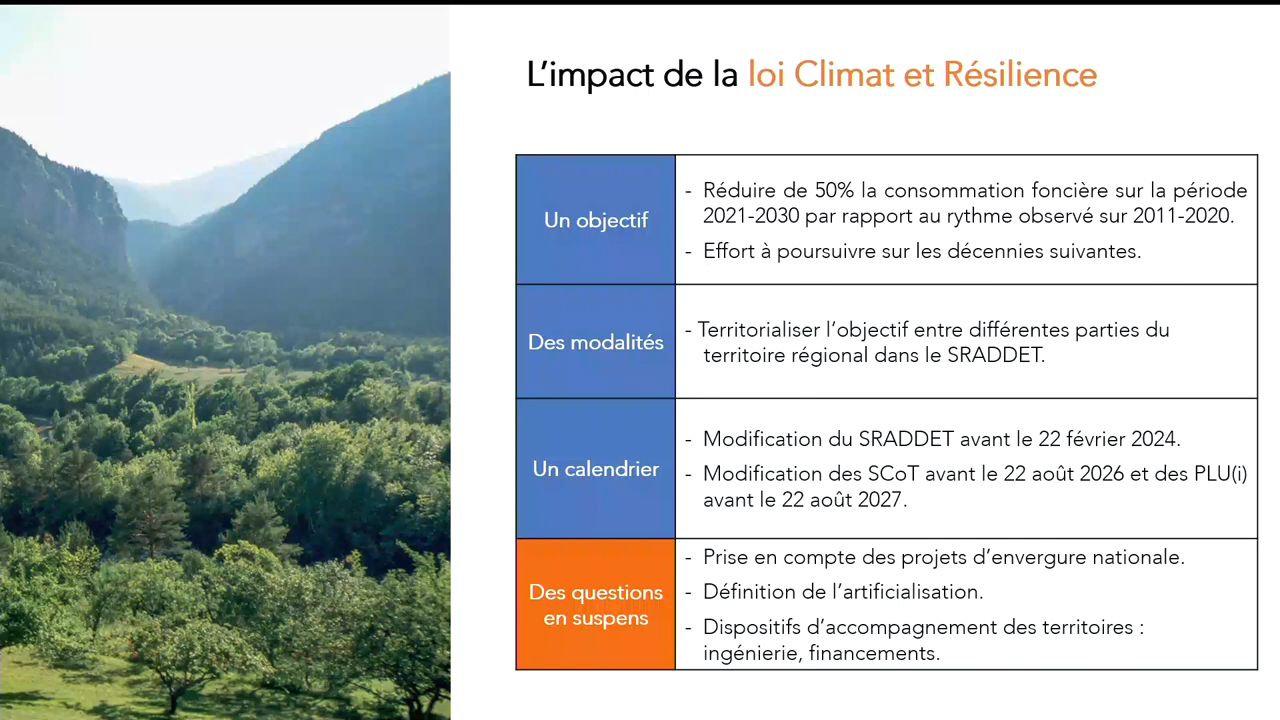 L’impact de la loi Climat et Résilience
Un objectif
- Réduire de 50% la consommation foncière sur la période
2021-2030 par rapport au rythme observé sur 2011-2020.
- Effort à poursuivre sur les décennies suivantes.
Des modalités
- Territorialiser l’objectif entre différentes parties du
territoire régional dans le SRADDET.
Un calendrier
- Modification du SRADDET avant le 22 février 2024.
- Modification des SCoT avant le 22 août 2026 et des PLU(i)
avant le 22 août 2027.
Des questions
en suspens
- Prise en compte des projets d’envergure nationale.
- Définition de l’artificialisation.
- Dispositifs d’accompagnement des territoires :
ingénierie, financements.